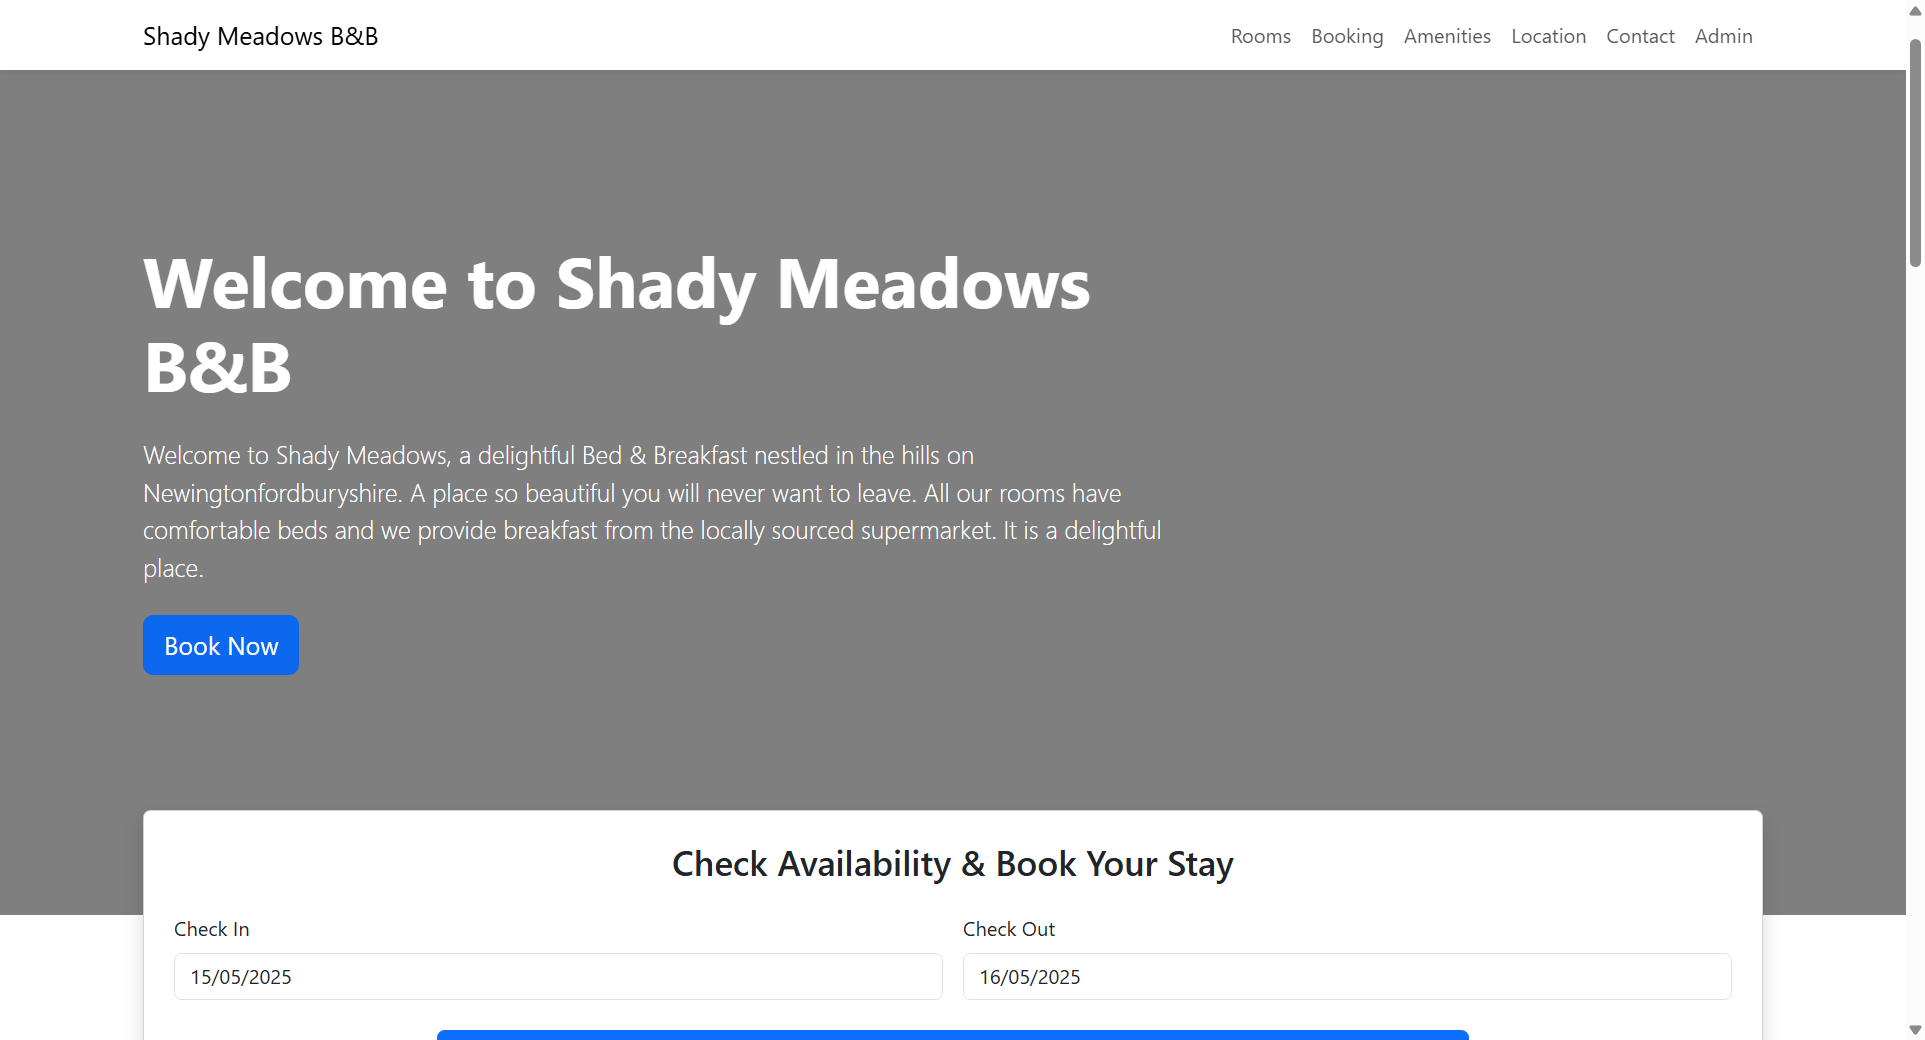 Shady Meadows B&B
Rooms Booking Amenities Location Contact Admin
Welcome to Shady Meadows
B&B
Welcome to Shady Meadows, a delightful Bed & Breakfast nestled in the hills on
Newingtonfordburyshire. A place so beautiful you will never want to leave. All our rooms have
comfortable beds and we provide breakfast from the locally sourced supermarket. It is a delightful
place.
Book Now
Check Availability & Book Your Stay
Check In
15/05/2025
Check Out
16/05/2025